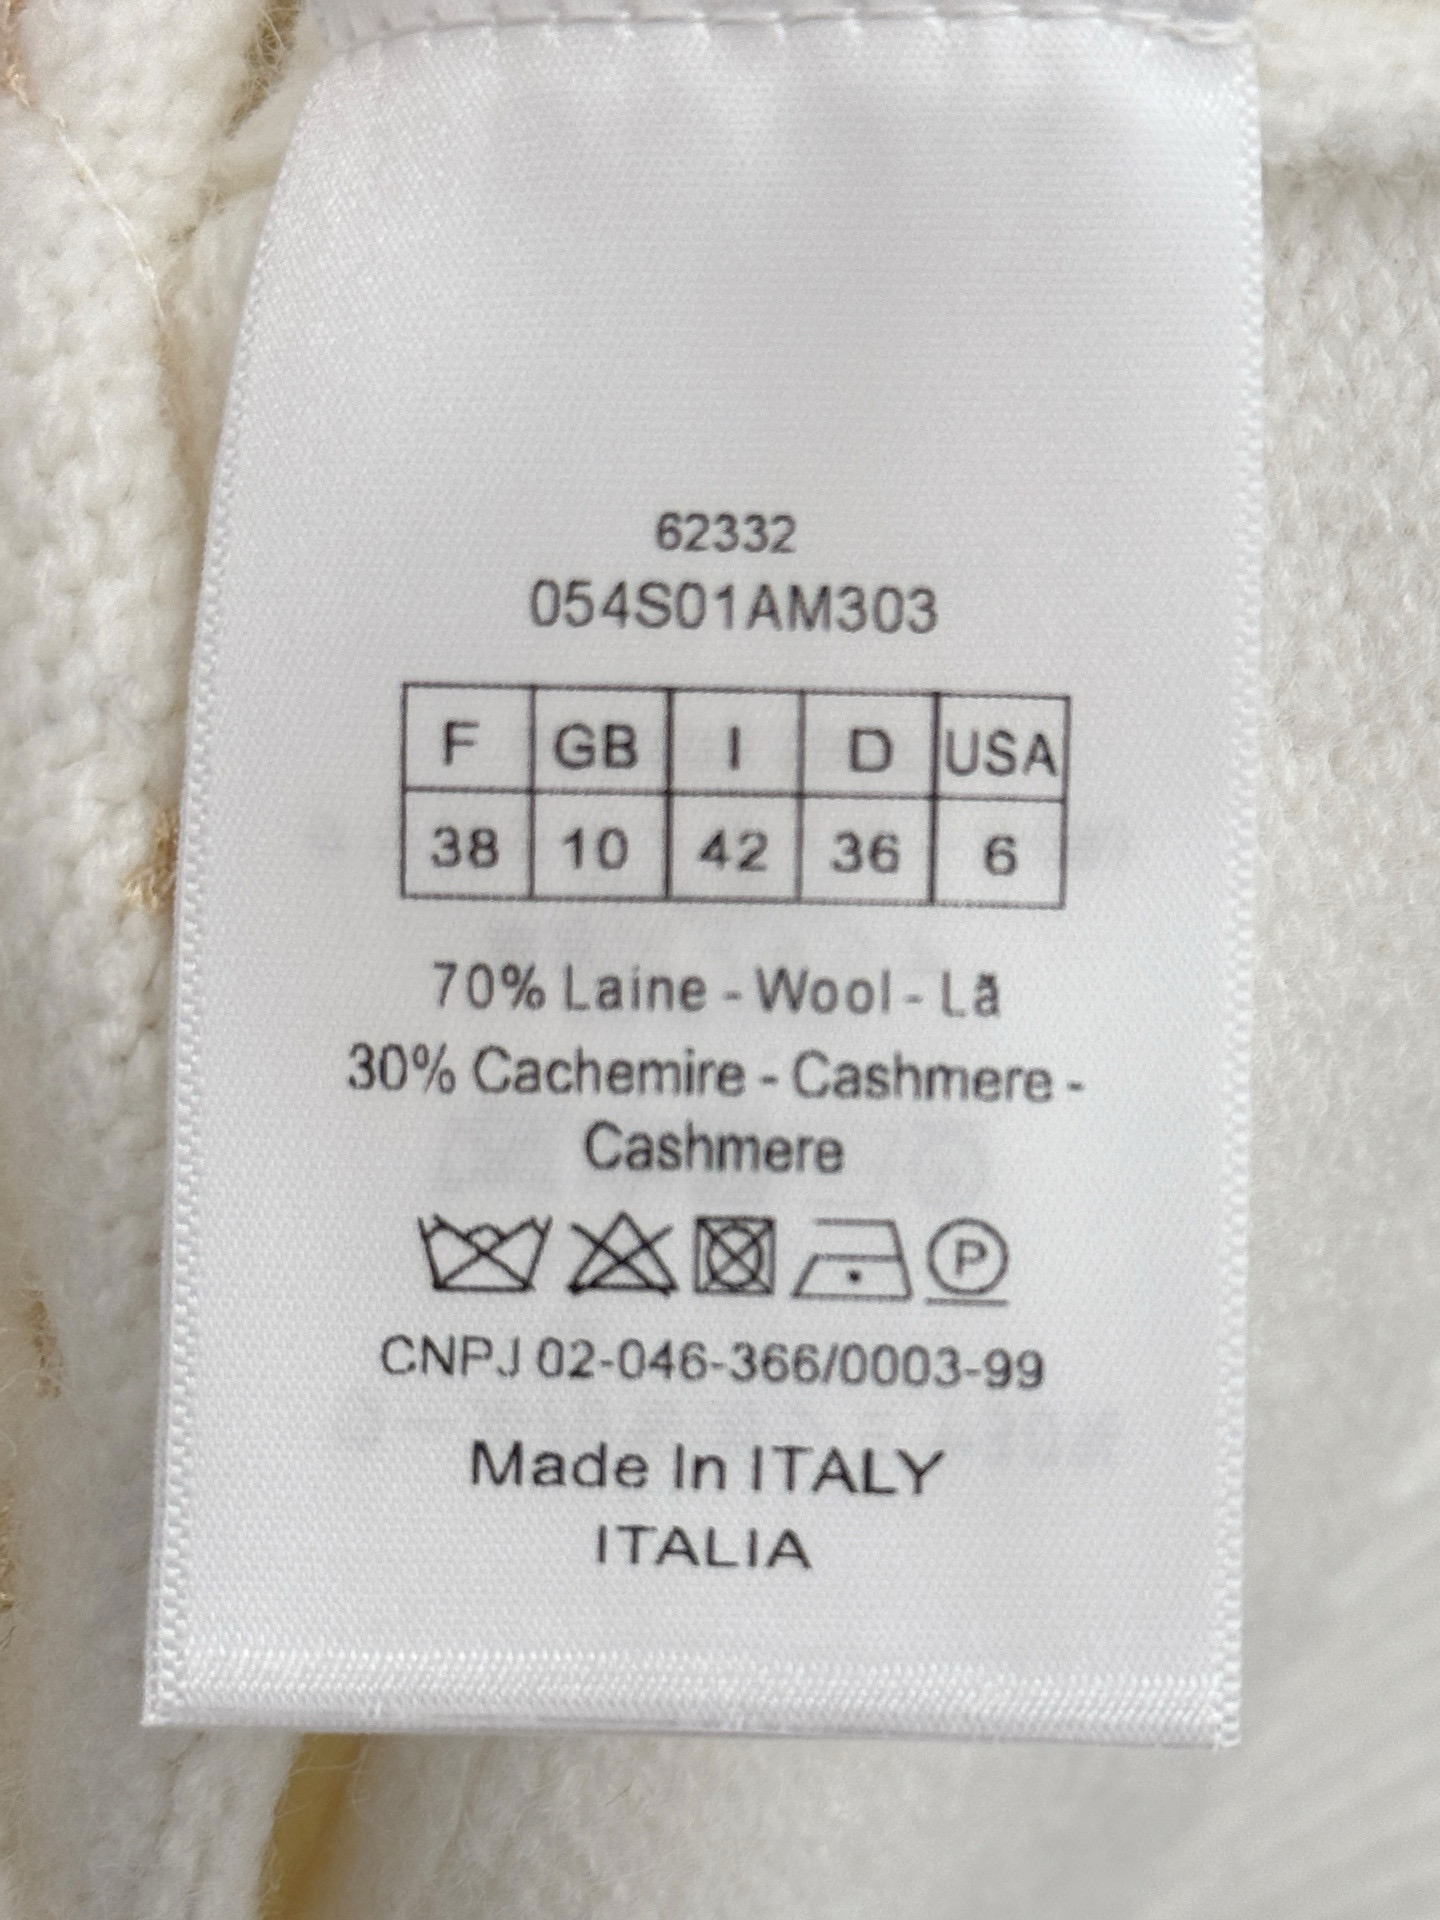 62332
054S01AM303
F GB I D USA
38 10 42 36 6
70% Laine - Wool - Lã
30% Cachemire - Cashmere -
Cashmere
P
CNPJ 02-046-366/0003-99
Made In ITALY
ITALIA